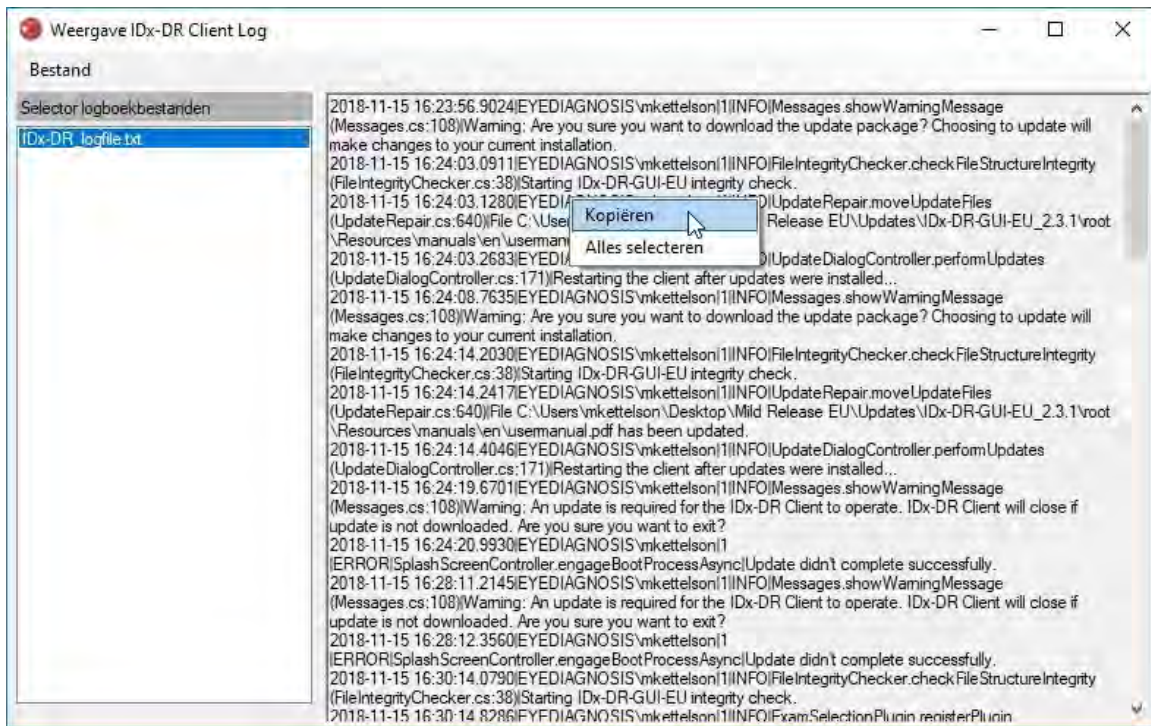 Weergave IDx-DR Client Log
Bestand
Selector logboekbestanden
IDx-DR_logfile.txt
2018-11-15 16:23:56.9024|EYEDIAGNOSIS\mkettelson|1|INFO|Messages.showWarningMessage
(Messages.cs:108)|Warning: Are you sure you want to download the update package? Choosing to update will
make changes to your current installation.
2018-11-15 16:24:03.0911|EYEDIAGNOSIS\mkettelson|1|INFO|FileIntegrityChecker.checkFileStructureIntegrity
(FileIntegrityChecker.cs:38)|Starting IDx-DR-GUI-EU integrity check.
2018-11-15 16:24:03.1280|EYEDIAGNOSIS\mkettelson|1|INFO|UpdateRepair.moveUpdateFiles
(UpdateRepair.cs:640)|File C:\Use Release EU\Updates\IDx-DR-GUI-EU_2.3.1\root
\Resources\manuals\en\userman
2018-11-15 16:24:03.2683|EYEDI D|UpdateDialogController.performUpdates
(UpdateDialogController.cs:171)|Restarting the client after updates were installed...
2018-11-15 16:24:08.7635|EYEDIAGNOSIS\mkettelson|1|INFO|Messages.showWarningMessage
(Messages.cs:108)|Warning: Are you sure you want to download the update package? Choosing to update will
make changes to your current installation.
2018-11-15 16:24:14.2030|EYEDIAGNOSIS\mkettelson|1|INFO|FileIntegrityChecker.checkFileStructureIntegrity
(FileIntegrityChecker.cs:38)|Starting IDx-DR-GUI-EU integrity check.
2018-11-15 16:24:14.2417|EYEDIAGNOSIS\mkettelson|1|INFO|UpdateRepair.moveUpdateFiles
(UpdateRepair.cs:640)|File C:\Users\mkettelson\Desktop\Mild Release EU\Updates\IDx-DR-GUI-EU_2.3.1\root
\Resources\manuals\en\usermanual.pdf has been updated.
2018-11-15 16:24:14.4046|EYEDIAGNOSIS\mkettelson|1|INFO|UpdateDialogController.performUpdates
(UpdateDialogController.cs:171)|Restarting the client after updates were installed...
2018-11-15 16:24:19.6701|EYEDIAGNOSIS\mkettelson|1|INFO|Messages.showWarningMessage
(Messages.cs:108)|Warning: An update is required for the IDx-DR Client to operate. IDx-DR Client will close if
update is not downloaded. Are you sure you want to exit?
2018-11-15 16:24:20.9930|EYEDIAGNOSIS\mkettelson|1
|ERROR|SplashScreenController.engageBootProcessAsync|Update didn't complete successfully.
2018-11-15 16:28:11.2145|EYEDIAGNOSIS\mkettelson|1|INFO|Messages.showWarningMessage
(Messages.cs:108)|Warning: An update is required for the IDx-DR Client to operate. IDx-DR Client will close if
update is not downloaded. Are you sure you want to exit?
2018-11-15 16:28:12.3560|EYEDIAGNOSIS\mkettelson|1
|ERROR|SplashScreenController.engageBootProcessAsync|Update didn't complete successfully.
2018-11-15 16:30:14.0790|EYEDIAGNOSIS\mkettelson|1|INFO|FileIntegrityChecker.checkFileStructureIntegrity
(FileIntegrityChecker.cs:38)|Starting IDx-DR-GUI-EU integrity check.
2018-11-15 16:30:14.8286|EYEDIAGNOSIS\mkettelson|1|INFO|ExamSelectionPlugin.registerPlugin
Kopiëren
Alles selecteren